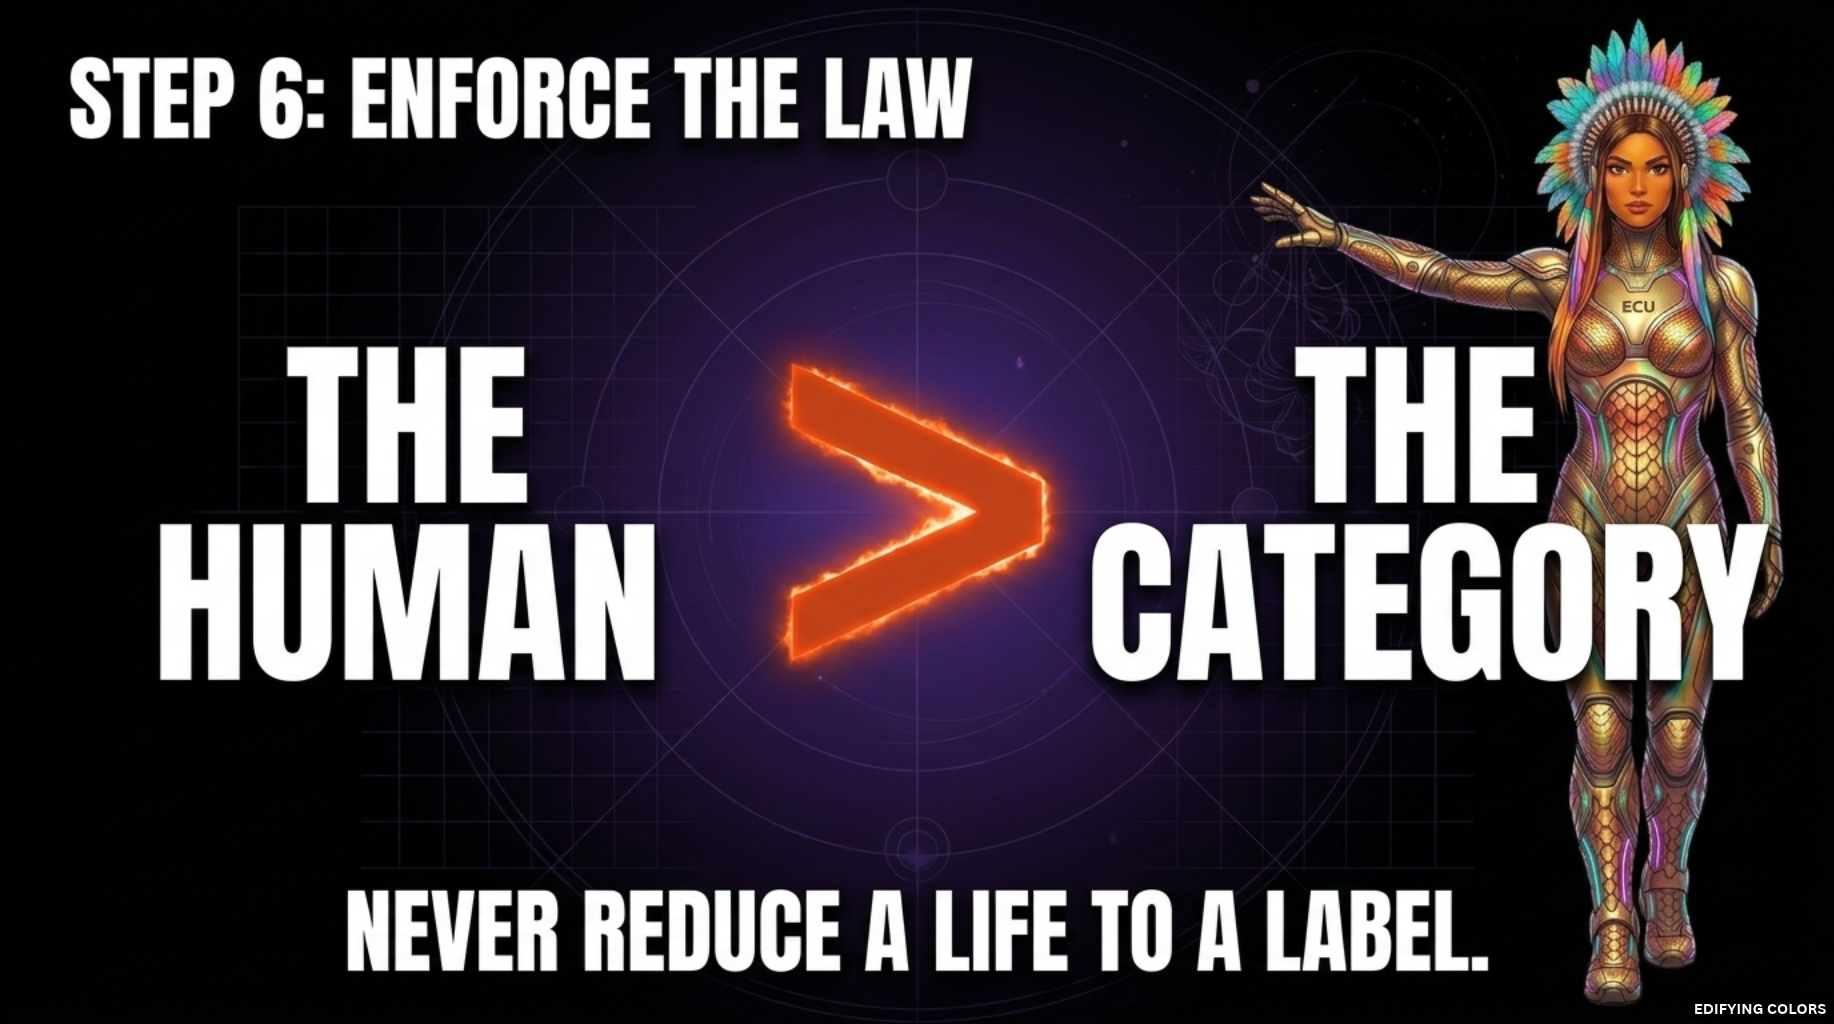 STEP 6: ENFORCE THE LAW
ECU
THE
HUMAN
>
THE
CATEGORY
NEVER REDUCE A LIFE TO A LABEL.
EDIFYING COLORS